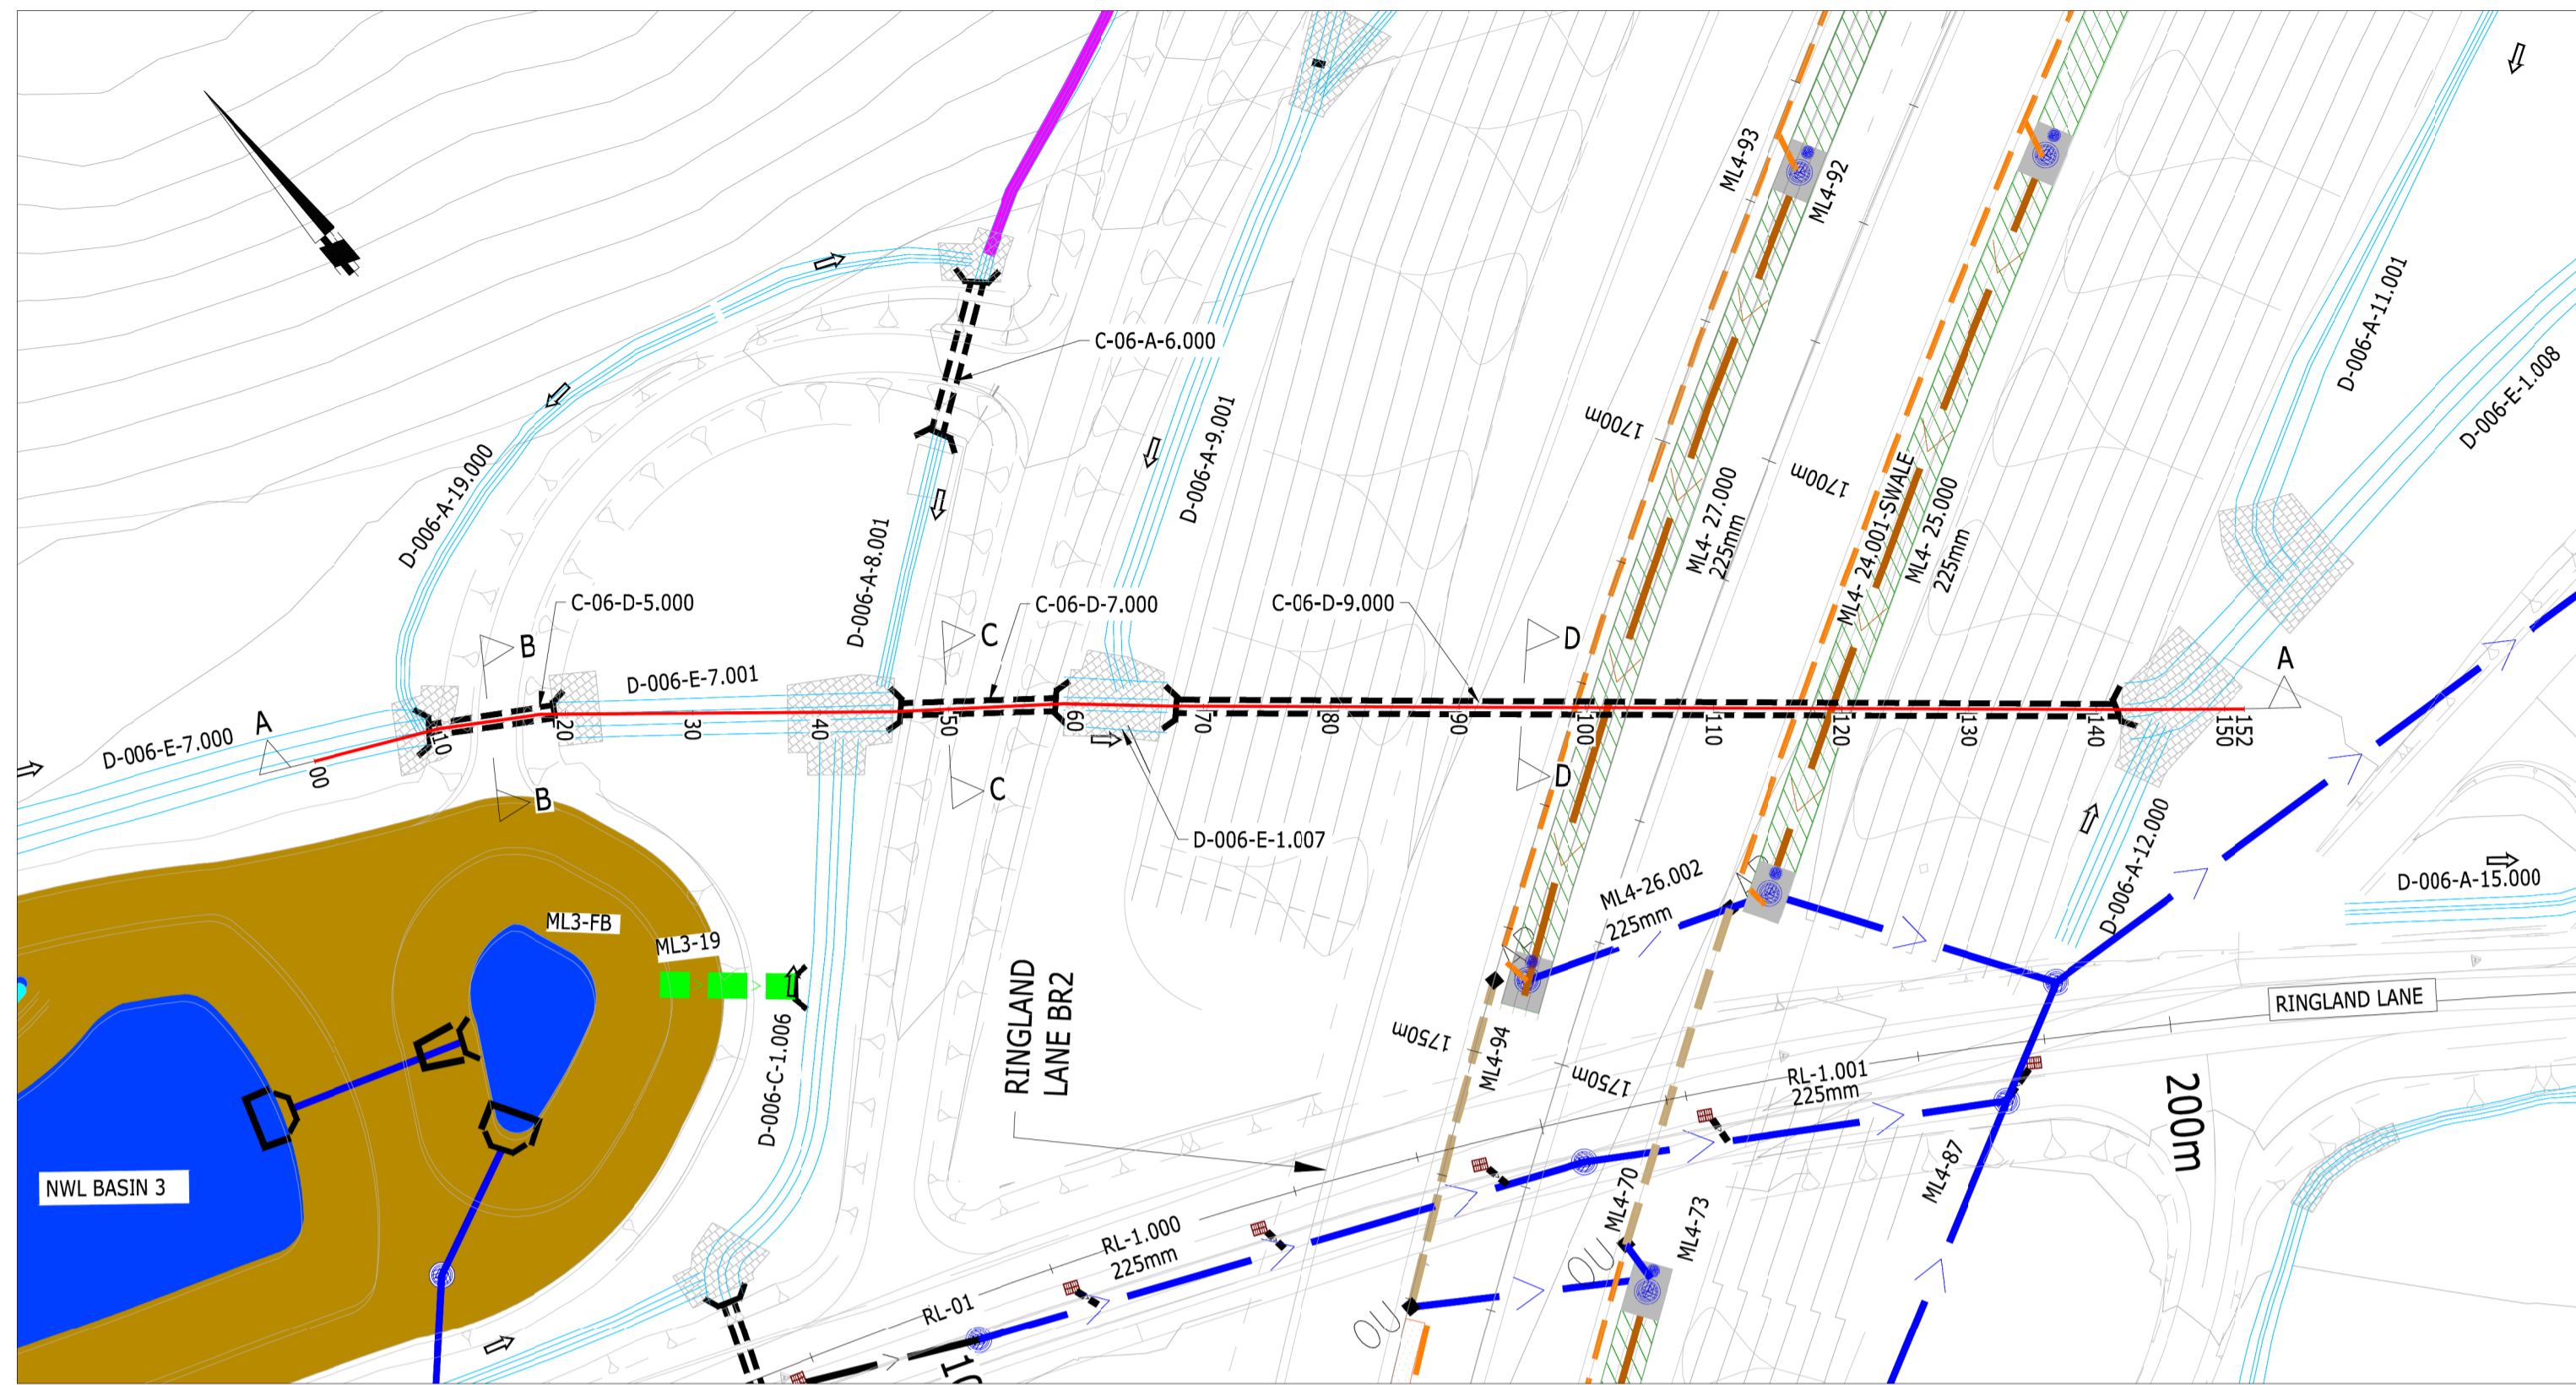 ML4-93
ML4-92
D-006-A-11.001
C-06-A-6.000
D-006-E-1.008
D-006-A-9.001
1700m
1700m
D-006-A-19.000
ML4- 27.000
225mm
ML4- 24.001-SWALE
ML4- 25.000
225mm
D-006-A-8.001
C-06-D-5.000
C-06-D-7.000
C-06-D-9.000
B
C
D
A
D-006-E-7.001
D-006-E-7.000
A
00
10
20
30
40
50
60
70
80
90
100
110
120
130
140
150
152
B
C
D
D-006-E-1.007
D-006-A-12.000
ML4-26.002
225mm
D-006-A-15.000
ML3-FB
ML3-19
RINGLAND
LANE BR2
RINGLAND LANE
D-006-C-1.006
1750m
ML4-94
1750m
RL-1.001
225mm
200m
NWL BASIN 3
ML4-87
ML4-70
ML4-73
RL-1.000
225mm
RL-01
OU
OU